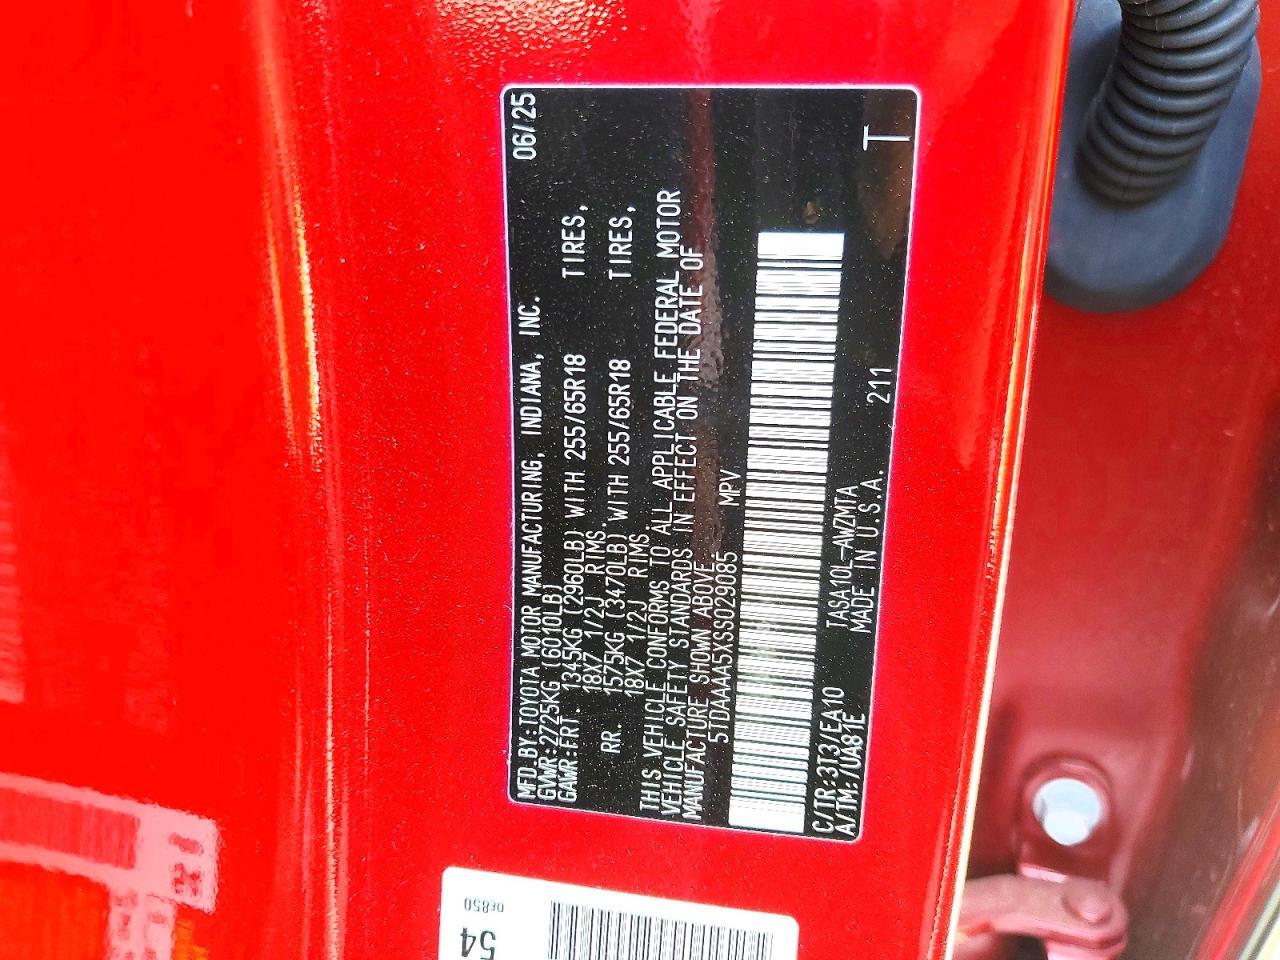 MFD.BY:TOYOTA MOTOR MANUFACTURING, INDIANA, INC. 06/25
GVWR:2725KG (6010LB)
GAWR:FRT. 1345KG (2960LB) WITH 255/65R18 TIRES,
18X7 1/2J RIMS.
RR. 1575KG (3470LB) WITH 255/65R18 TIRES,
18X7 1/2J RIMS.
THIS VEHICLE CONFORMS TO ALL APPLICABLE FEDERAL MOTOR
VEHICLE SAFETY STANDARDS IN EFFECT ON THE DATE OF
MANUFACTURE SHOWN ABOVE.
5TDAAAA5XSS029085 MPV
C/TR:3T3/EA10 TASA10L-AWZMTA
A/TM:/UA81E MADE IN U.S.A. 211
T
0E850
54